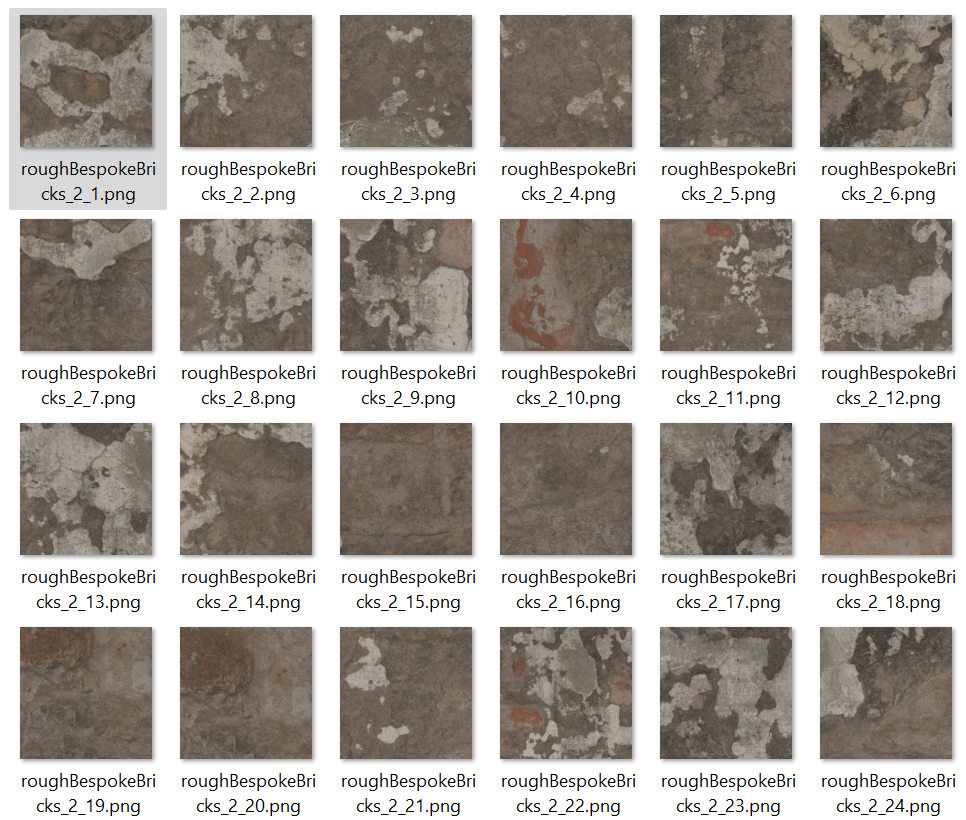 roughBespokeBri roughBespokeBri roughBespokeBri roughBespokeBri roughBespokeBri roughBespokeBri
cks_2_1.png cks_2_2.png cks_2_3.png cks_2_4.png cks_2_5.png cks_2_6.png
roughBespokeBri roughBespokeBri roughBespokeBri roughBespokeBri roughBespokeBri roughBespokeBri
cks_2_7.png cks_2_8.png cks_2_9.png cks_2_10.png cks_2_11.png cks_2_12.png
roughBespokeBri roughBespokeBri roughBespokeBri roughBespokeBri roughBespokeBri roughBespokeBri
cks_2_13.png cks_2_14.png cks_2_15.png cks_2_16.png cks_2_17.png cks_2_18.png
roughBespokeBri roughBespokeBri roughBespokeBri roughBespokeBri roughBespokeBri roughBespokeBri
cks_2_19.png cks_2_20.png cks_2_21.png cks_2_22.png cks_2_23.png cks_2_24.png